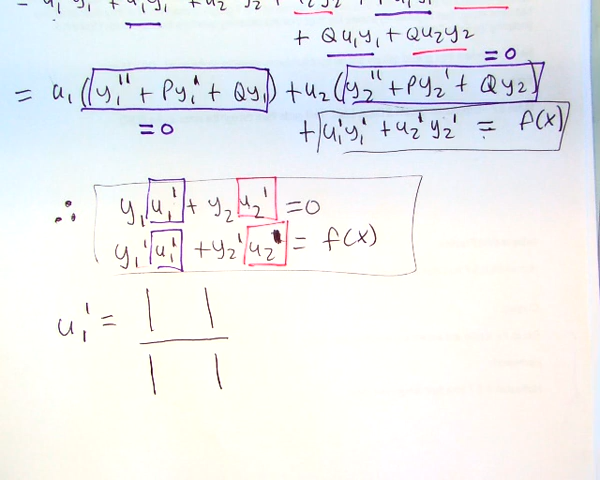 + Qu₁y₁ + Qu₂y₂
= u₁ (y₁'' + Py₁' + Qy₁) + u₂ (y₂'' + Py₂' + Qy₂)
=0
=0
+ u₁'y₁' + u₂'y₂' = f(x)
∴ y₁u₁' + y₂u₂' =0
y₁'u₁' + y₂'u₂' = f(x)
u₁' =